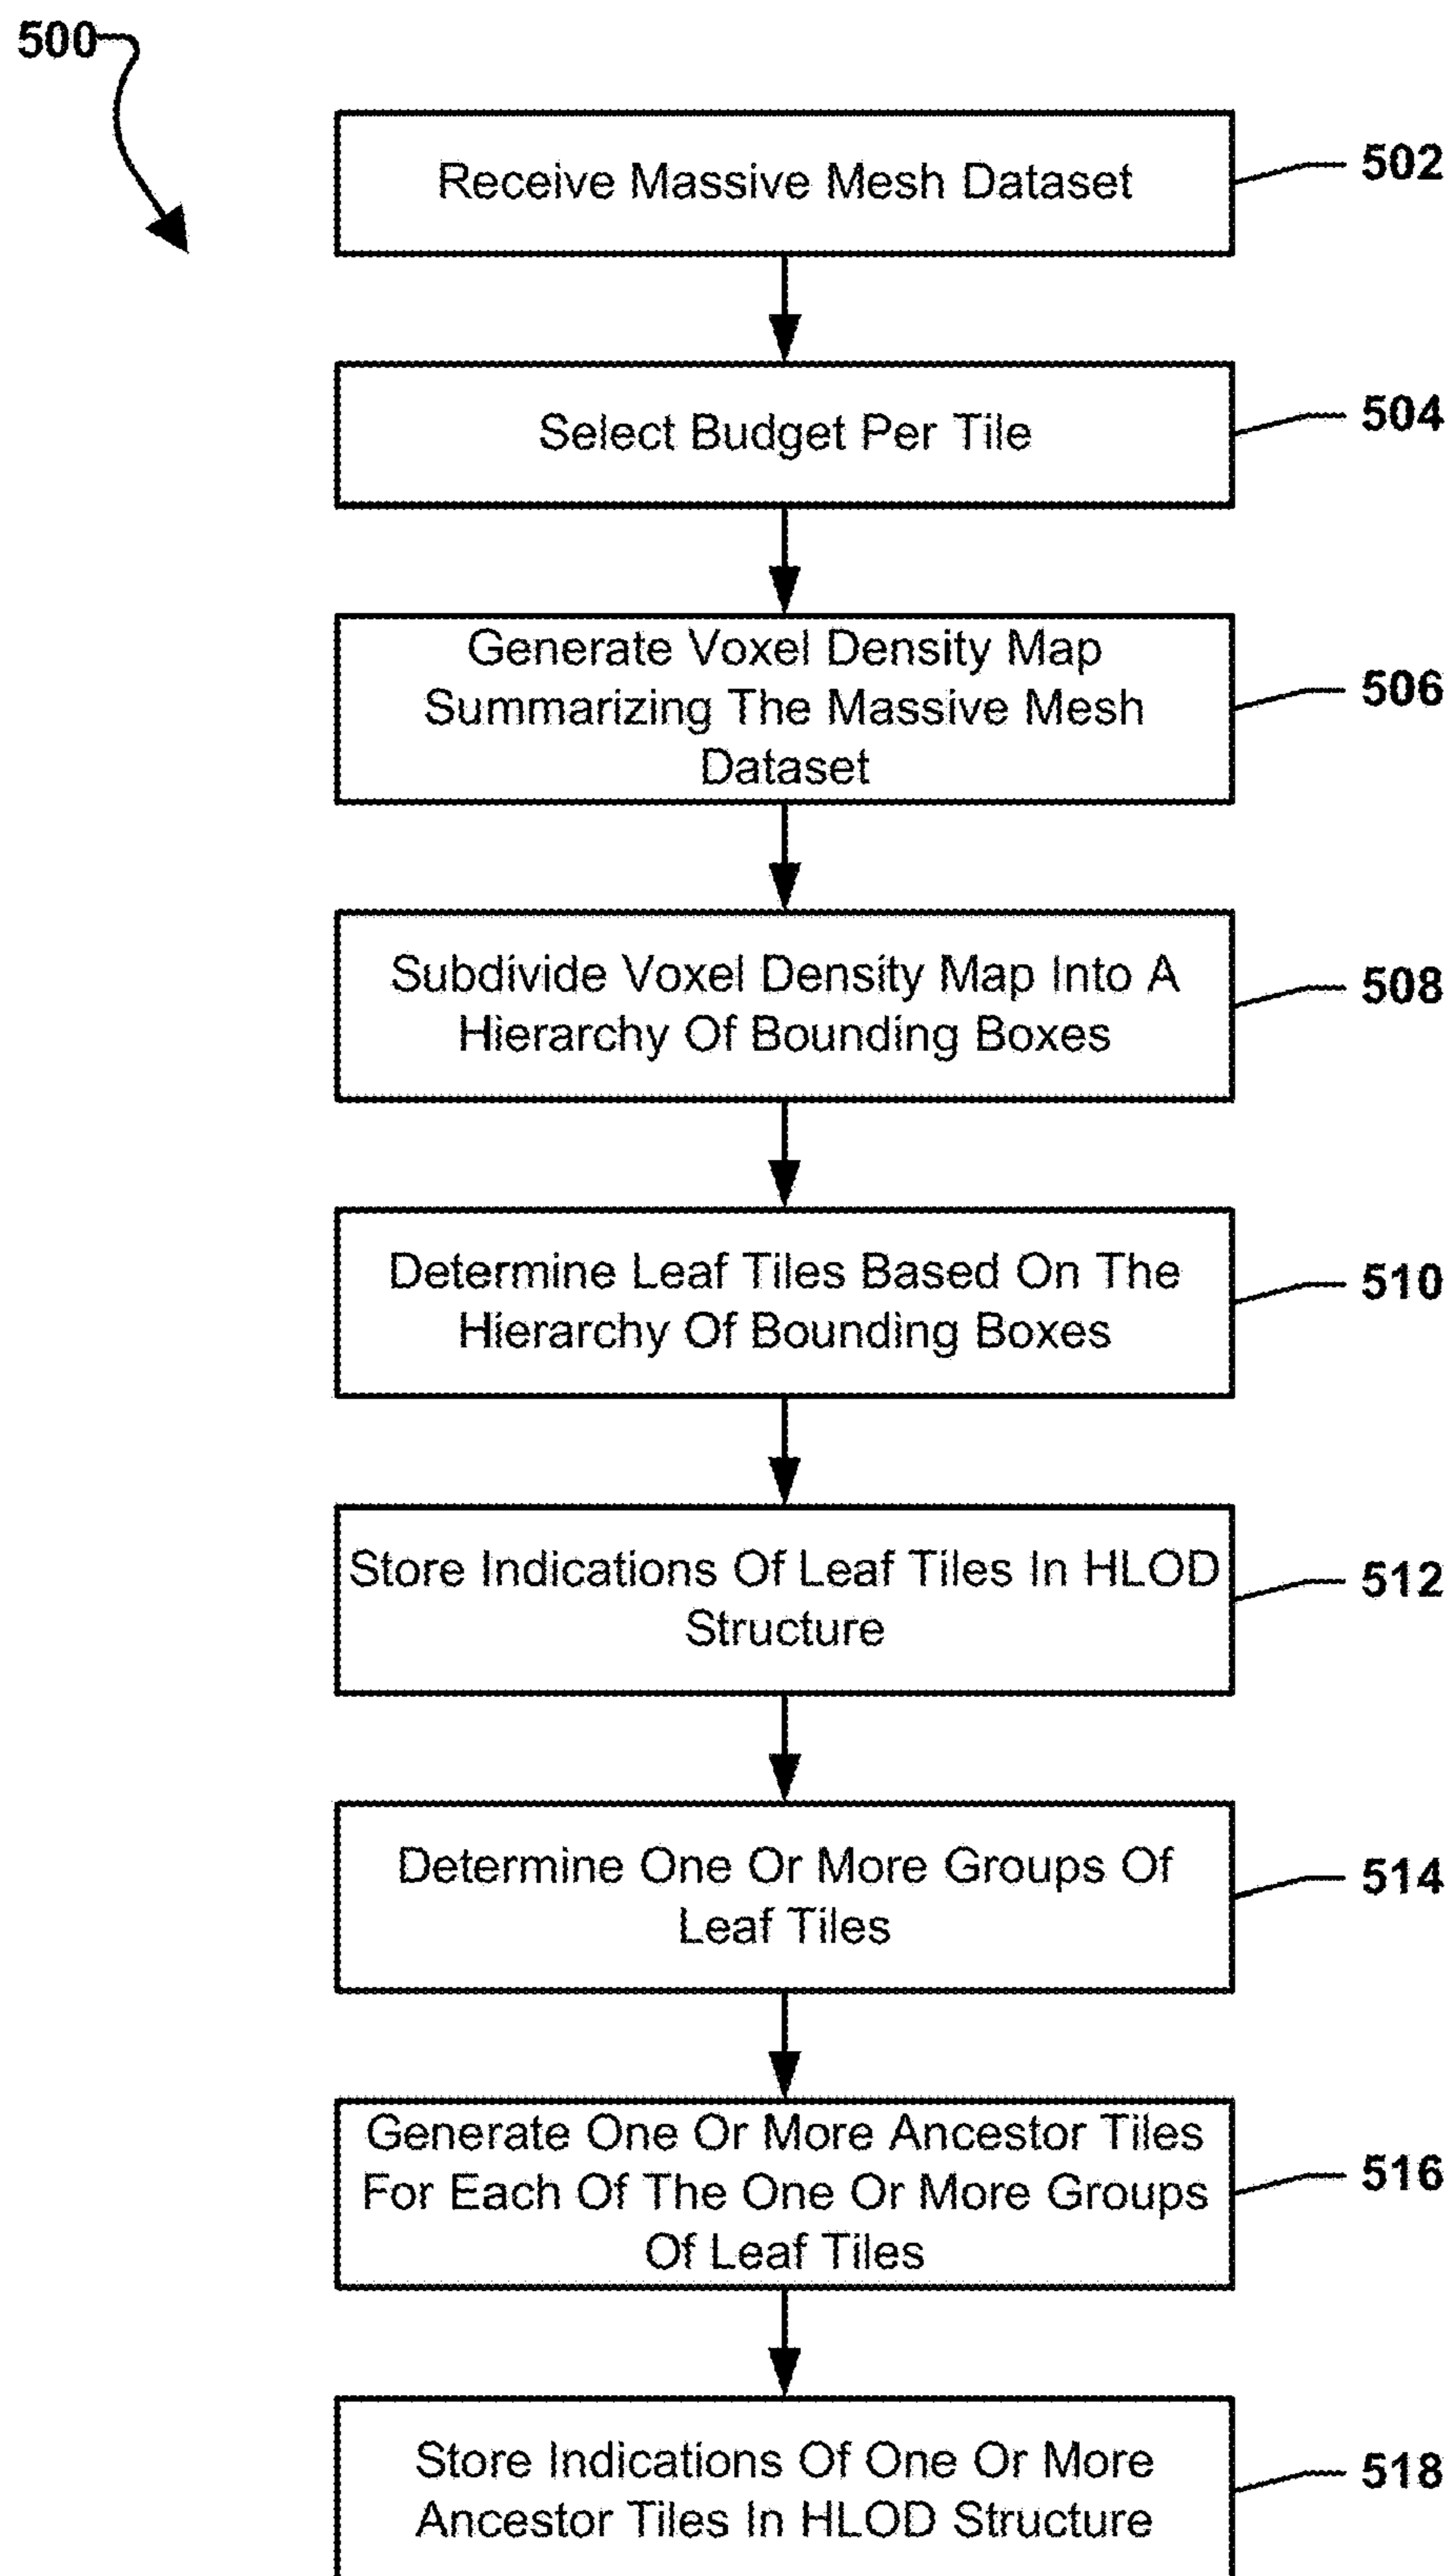 500
Receive Massive Mesh Dataset
502
Select Budget Per Tile
504
Generate Voxel Density Map
Summarizing The Massive Mesh
Dataset
506
Subdivide Voxel Density Map Into A
Hierarchy Of Bounding Boxes
508
Determine Leaf Tiles Based On The
Hierarchy Of Bounding Boxes
510
Store Indications Of Leaf Tiles In HLOD
Structure
512
Determine One Or More Groups Of
Leaf Tiles
514
Generate One Or More Ancestor Tiles
For Each Of The One Or More Groups
Of Leaf Tiles
516
Store Indications Of One Or More
Ancestor Tiles In HLOD Structure
518